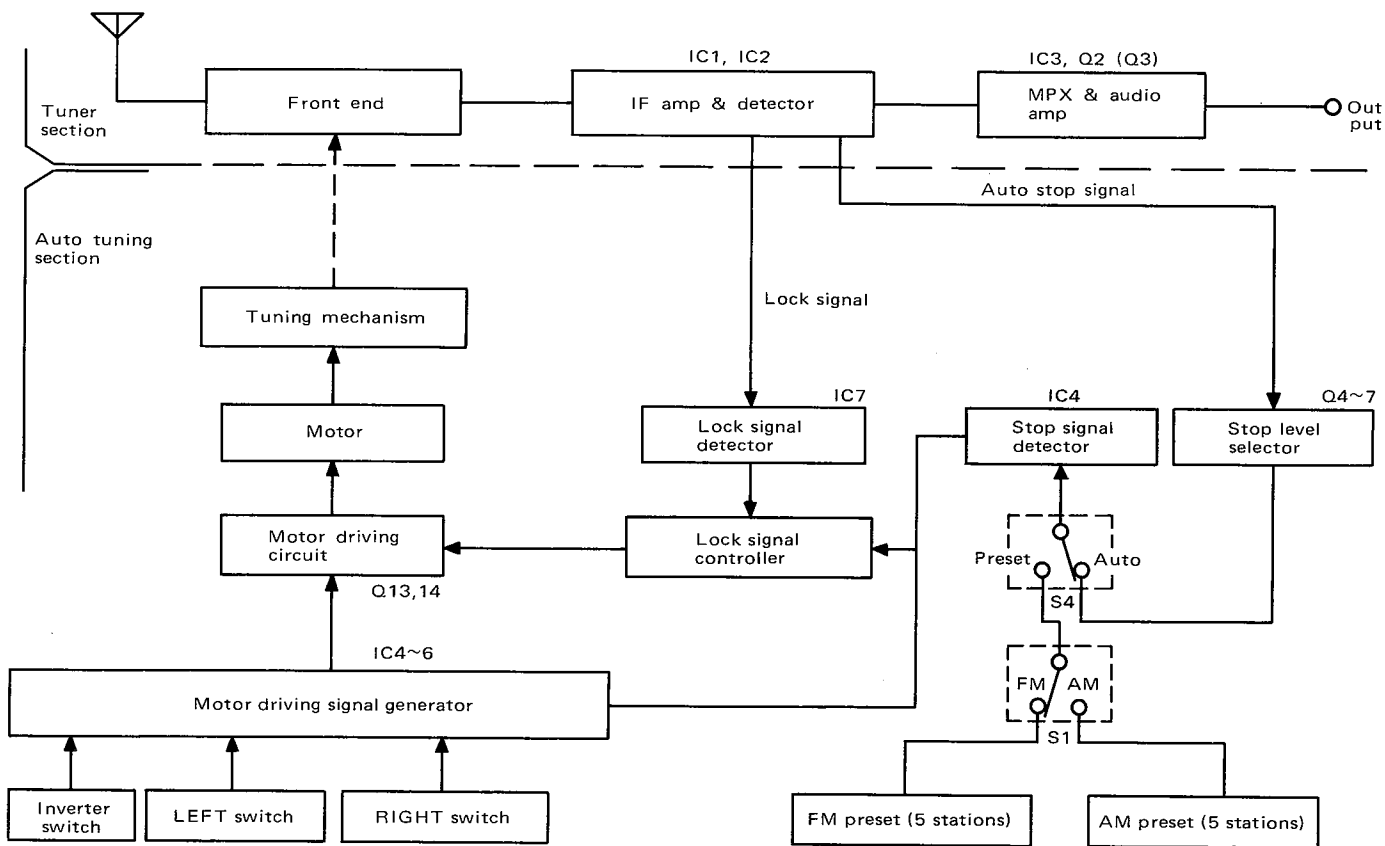 IC1, IC2
IC3, Q2 (Q3)
Front end
IF amp & detector
MPX & audio
amp
Out
put
Tuner
section
Auto stop signal
Auto tuning
section
Lock signal
Tuning mechanism
IC7
IC4
Q4~7
Motor
Lock signal
detector
Stop signal
detector
Stop level
selector
Motor driving
circuit
Lock signal
controller
Preset
Auto
Q13,14
S4
IC4~6
Motor driving signal generator
FM
AM
S1
Inverter
switch
LEFT switch
RIGHT switch
FM preset (5 stations)
AM preset (5 stations)